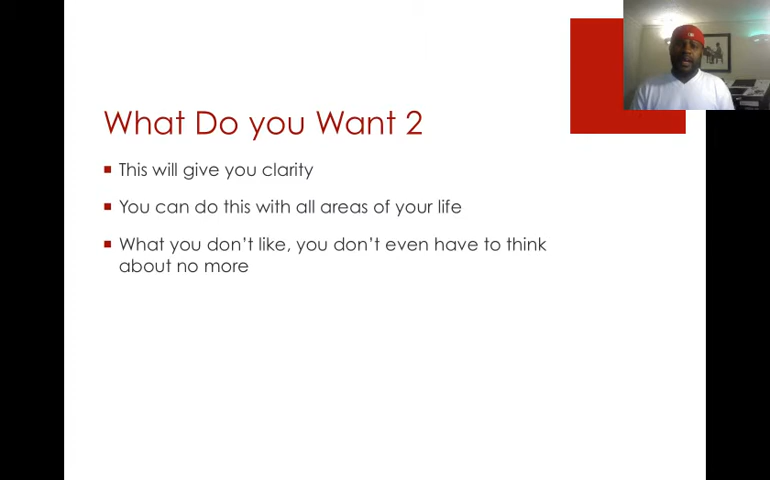 What Do you Want 2
This will give you clarity
You can do this with all areas of your life
What you don't like, you don't even have to think
about no more